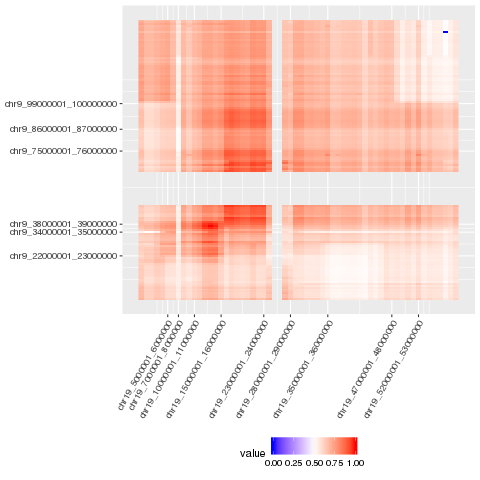 chr9_99000001_100000000
chr9_86000001_87000000
chr9_75000001_76000000
chr9_38000001_39000000
chr9_34000001_35000000
chr9_22000001_23000000
chr19_5000001_6000000
chr19_7000001_8000000
chr19_10000001_11000000
chr19_15000001_16000000
chr19_23000001_24000000
chr19_28000001_29000000
chr19_35000001_36000000
chr19_47000001_48000000
chr19_52000001_53000000
value
0.00 0.25 0.50 0.75 1.00